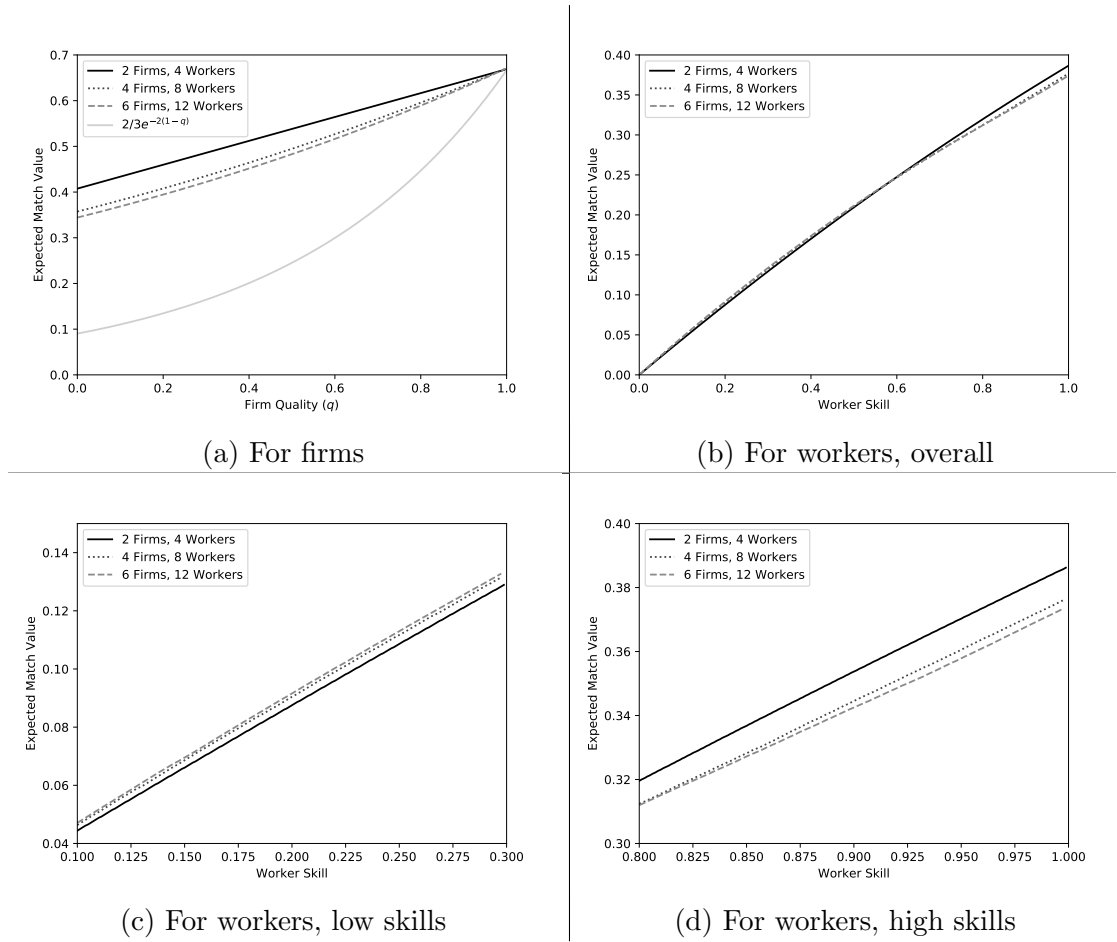 0.7
0.6
0.5
0.4
0.3
0.2
0.1
0.0
Expected Match Value
2 Firms, 4 Workers
4 Firms, 8 Workers
6 Firms, 12 Workers
2/3e^{−2(1−q)}
0.0 0.2 0.4 0.6 0.8 1.0
Firm Quality (q)
(a) For firms
0.40
0.35
0.30
0.25
0.20
0.15
0.10
0.05
0.00
Expected Match Value
2 Firms, 4 Workers
4 Firms, 8 Workers
6 Firms, 12 Workers
0.0 0.2 0.4 0.6 0.8 1.0
Worker Skill
(b) For workers, overall
0.14
0.12
0.10
0.08
0.06
0.04
Expected Match Value
2 Firms, 4 Workers
4 Firms, 8 Workers
6 Firms, 12 Workers
0.100 0.125 0.150 0.175 0.200 0.225 0.250 0.275 0.300
Worker Skill
(c) For workers, low skills
0.40
0.38
0.36
0.34
0.32
0.30
Expected Match Value
2 Firms, 4 Workers
4 Firms, 8 Workers
6 Firms, 12 Workers
0.800 0.825 0.850 0.875 0.900 0.925 0.950 0.975 1.000
Worker Skill
(d) For workers, high skills